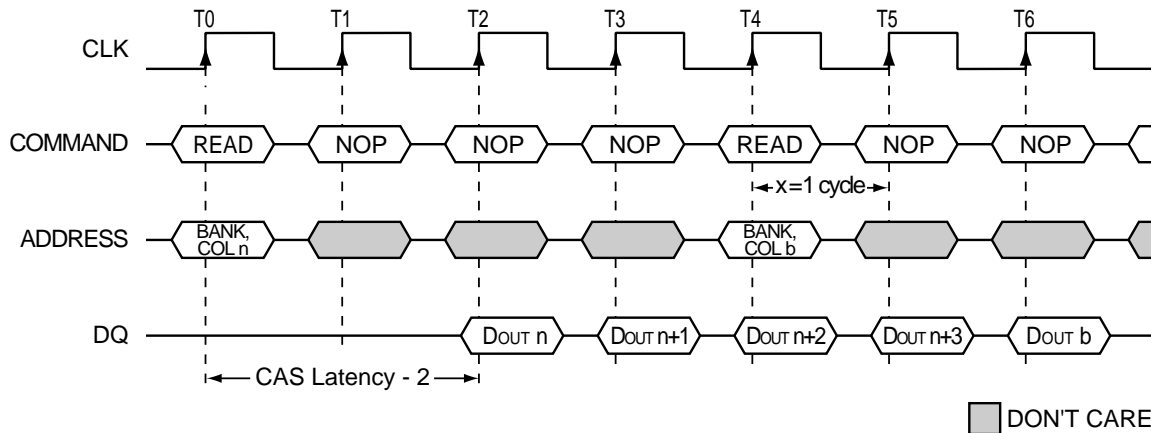 T0 T1 T2 T3 T4 T5 T6
CLK
COMMAND READ NOP NOP NOP READ NOP NOP
x=1 cycle
ADDRESS BANK, COL n BANK, COL b
DQ DOUT n DOUT n+1 DOUT n+2 DOUT n+3 DOUT b
CAS Latency - 2
DON'T CARE